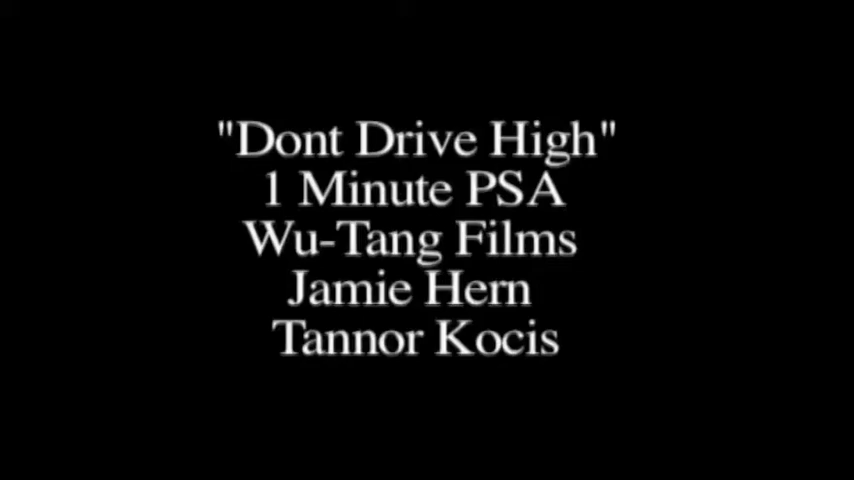 "Dont Drive High"
1 Minute PSA
Wu-Tang Films
Jamie Hern
Tannor Kocis